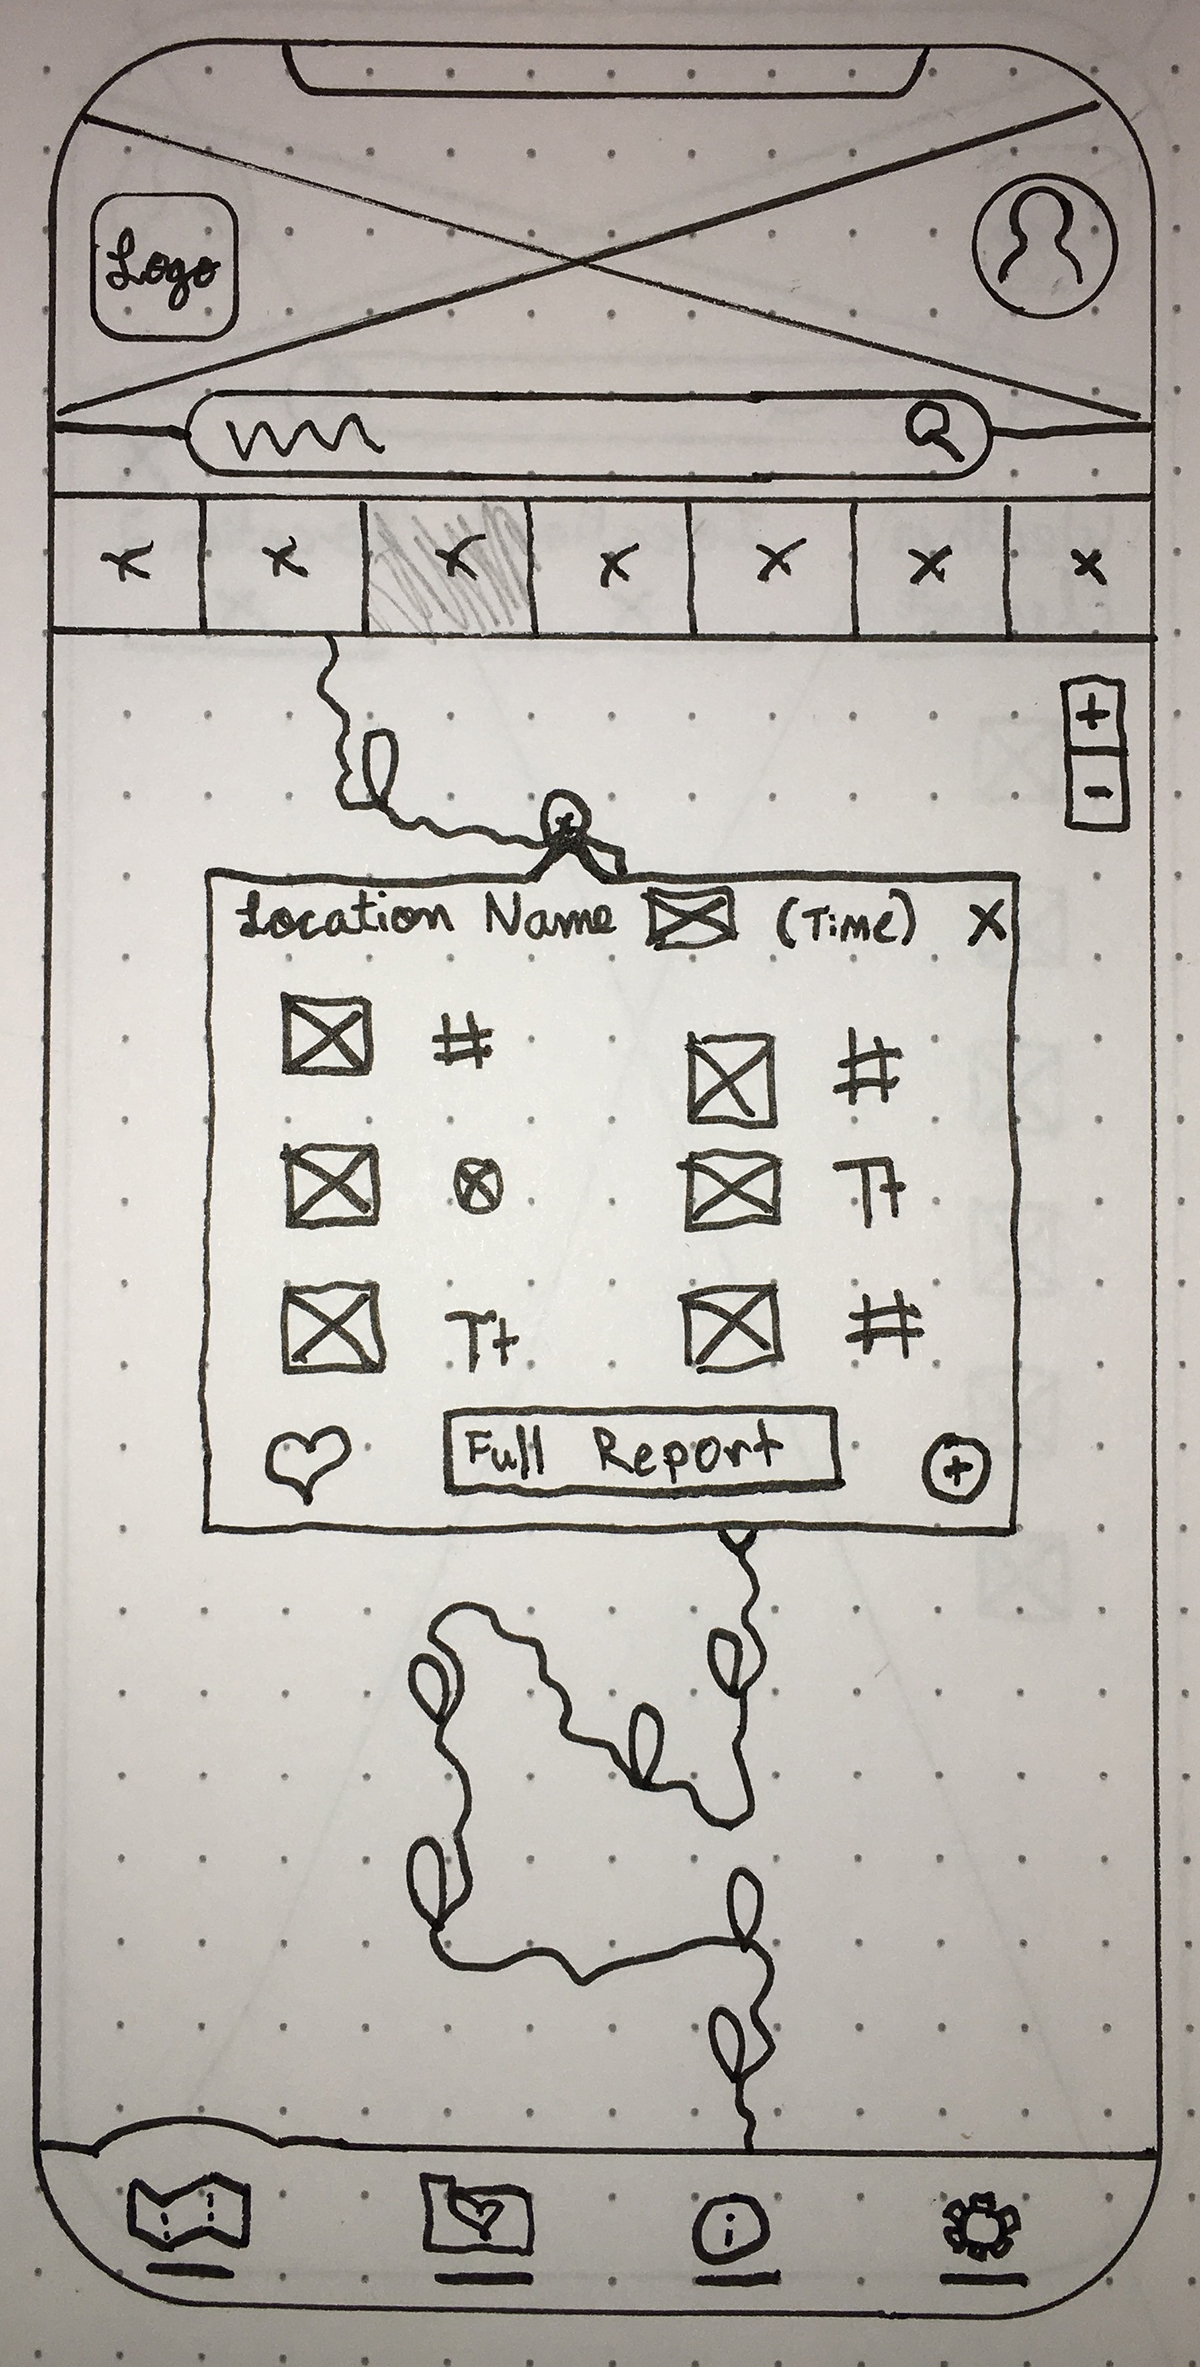 Logo
x x x x x x x
+
-
x
Location Name (Time) X
# #
Tt
Tt #
Full Report
+
i